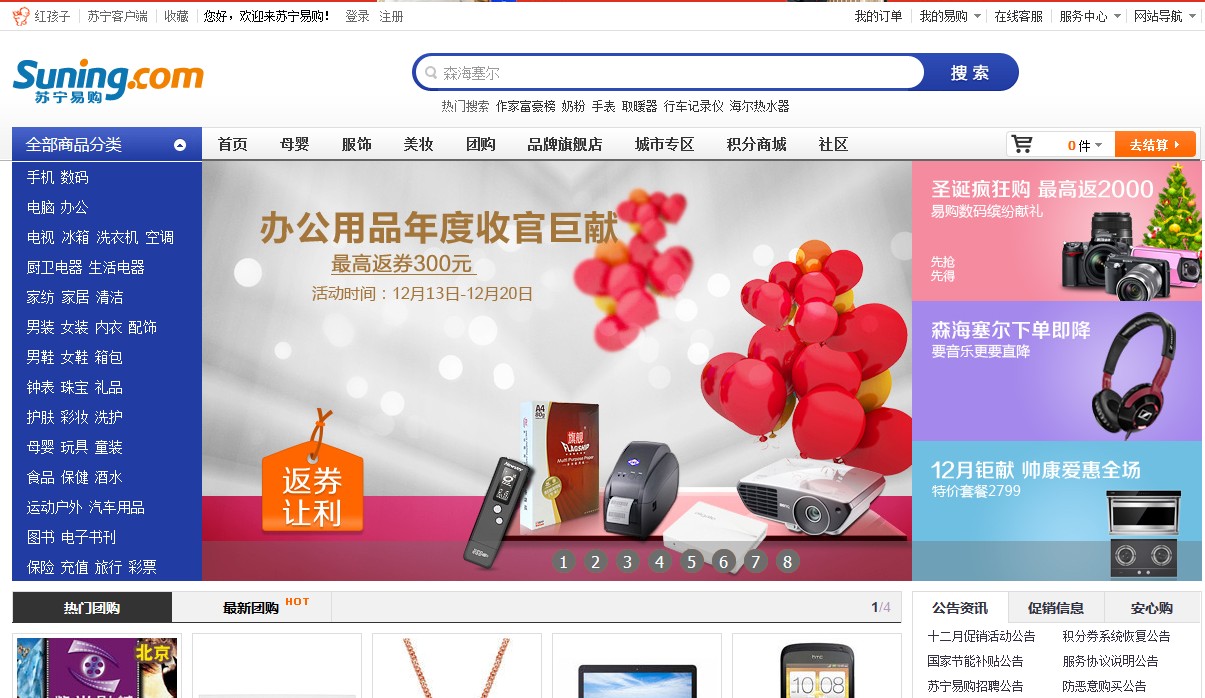 红孩子 苏宁客户端 收藏 您好，欢迎来苏宁易购！ 登录 注册 我的订单 我的易购 在线客服 服务中心 网站导航
Suning.com
苏宁易购
森海塞尔 搜索
热门搜索 作家富豪榜 奶粉 手表 取暖器 行车记录仪 海尔热水器
全部商品分类 首页 母婴 服饰 美妆 团购 品牌旗舰店 城市专区 积分商城 社区 0 件 去结算
手机 数码
电脑 办公
电视 冰箱 洗衣机 空调
厨卫电器 生活电器
家纺 家居 清洁
男装 女装 内衣 配饰
男鞋 女鞋 箱包
钟表 珠宝 礼品
护肤 彩妆 洗护
母婴 玩具 童装
食品 保健 酒水
运动户外 汽车用品
图书 电子书刊
保险 充值 旅行 彩票
办公用品年度收官巨献
最高返券300元
活动时间：12月13日-12月20日
返券
让利
A4
80g
旗舰
FLAGSHIP
Multi Purpose Paper
1 2 3 4 5 6 7 8
圣诞疯狂购 最高返2000
易购数码缤纷献礼
先抢
先得
Nikon
森海塞尔下单即降
要音乐更要直降
12月钜献 帅康爱惠全场
特价套餐2799
热门团购 最新团购 HOT 1/4
公告资讯 促销信息 安心购
十二月促销活动公告 积分券系统恢复公告
国家节能补贴公告 服务协议说明公告
苏宁易购招聘公告 防恶意购买公告
北京
htc
10:08